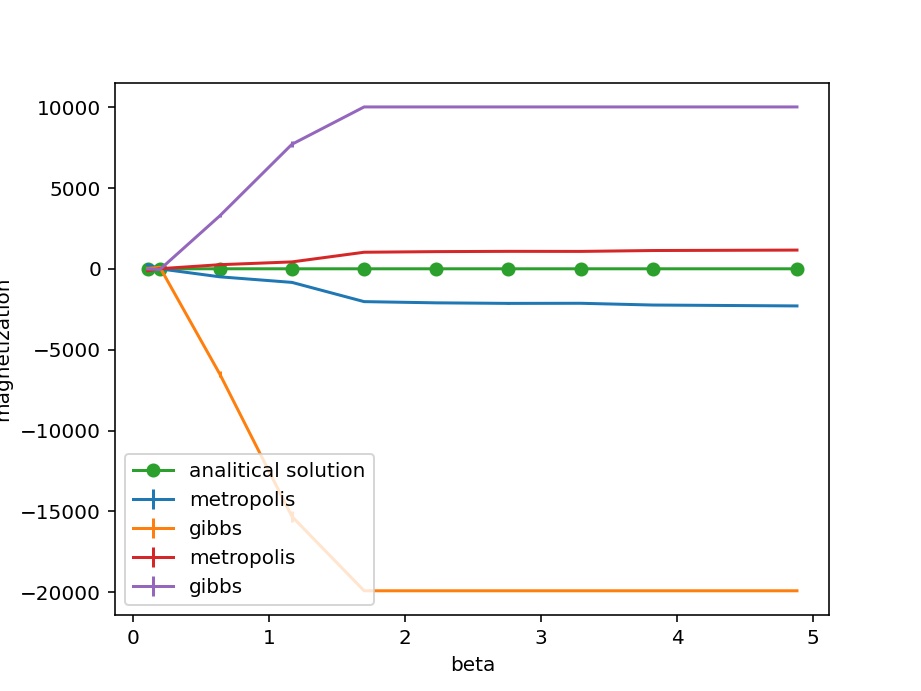 10000
5000
0
−5000
−10000
−15000
−20000
magnetization
analitical solution
metropolis
gibbs
metropolis
gibbs
0 1 2 3 4 5
beta